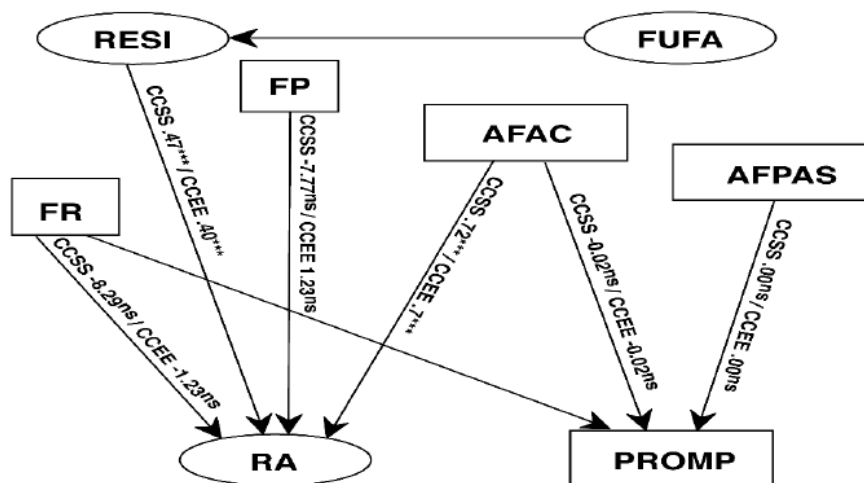 RESI
FUFA
FP
AFAC
AFPAS
FR
CCSS .47*** / CCEE .40***
CCSS -7.77ns / CCEE 1.23ns
CCSS .72*** / CCEE .7***
CCSS -0.02ns / CCEE -0.02ns
CCSS .00ns / CCEE .00ns
CCSS -8.29ns / CCEE -1.23ns
RA
PROMP